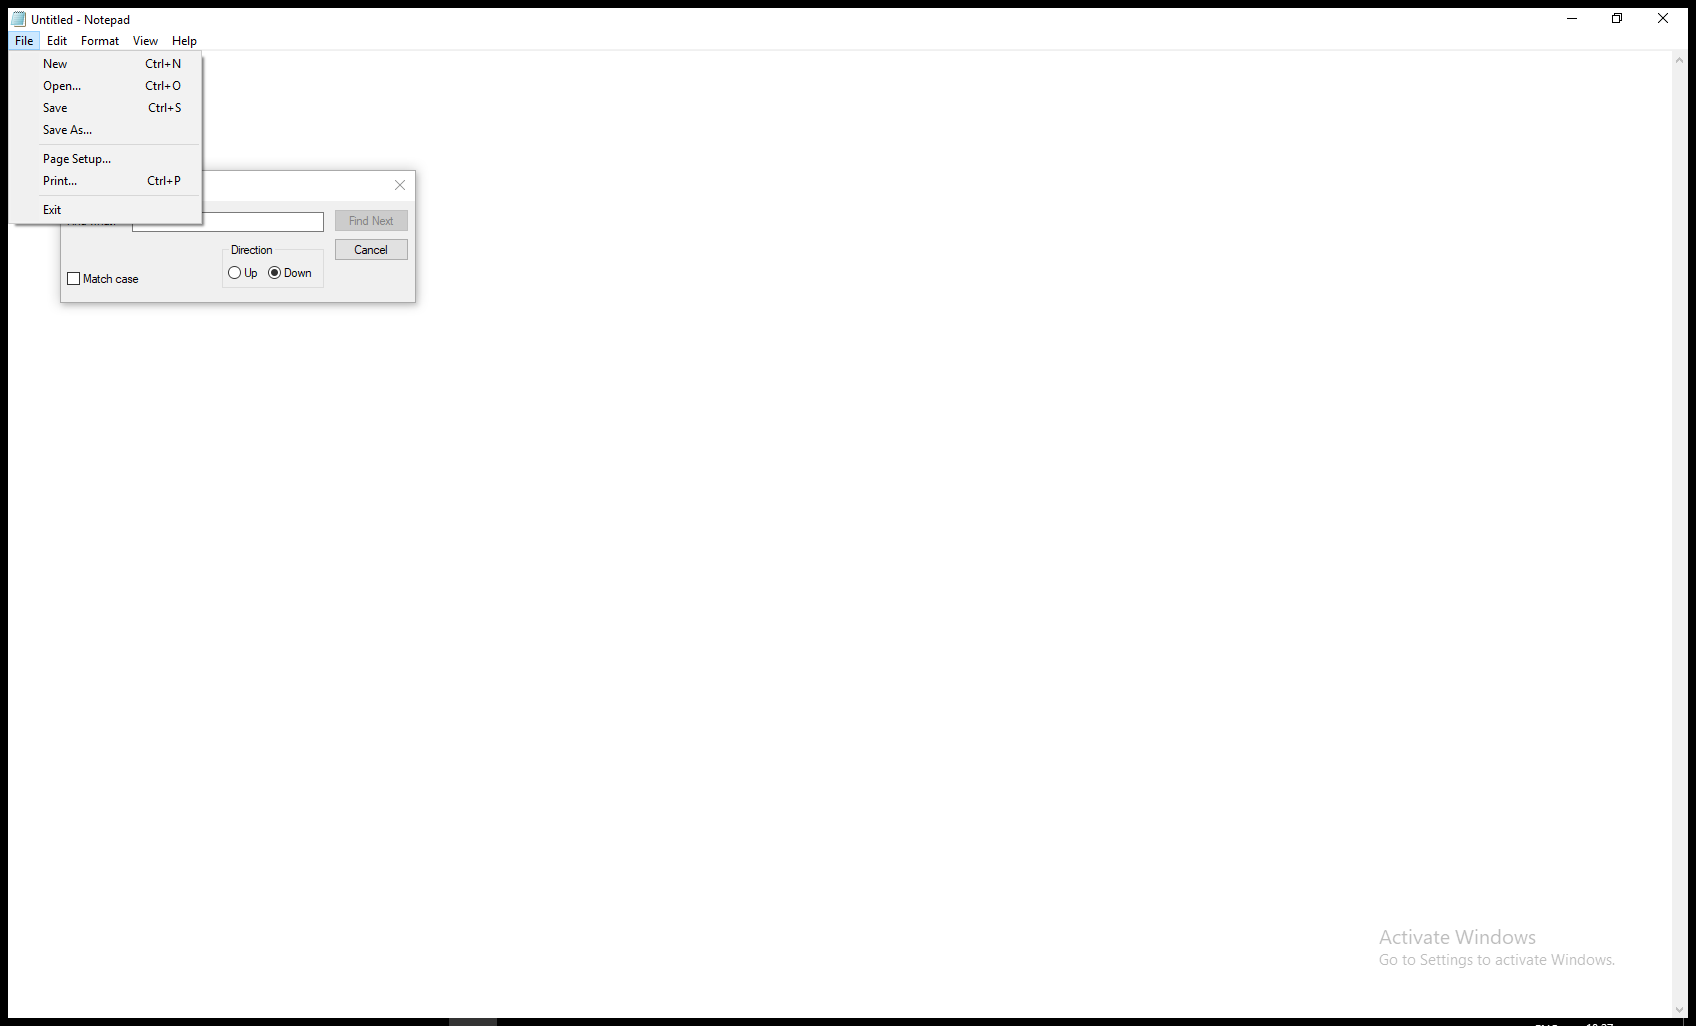 Untitled - Notepad
File Edit Format View Help
New Ctrl+N
Open... Ctrl+O
Save Ctrl+S
Save As...
Page Setup...
Print... Ctrl+P
Exit
Find Next
Direction
Cancel
Up Down
Match case
Activate Windows
Go to Settings to activate Windows.